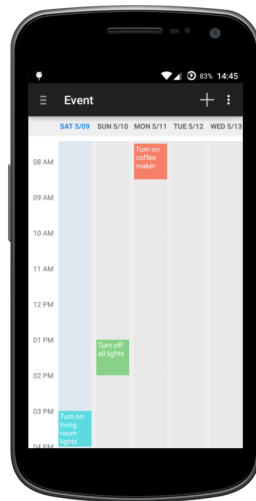 83% 14:45
Event
SAT 5/09 SUN 5/10 MON 5/11 TUE 5/12 WED 5/13
Turn on
coffee
maker
08 AM
09 AM
10 AM
11 AM
12 PM
01 PM
Turn off
all lights
02 PM
03 PM
Turn on
living
room
lights
04 PM